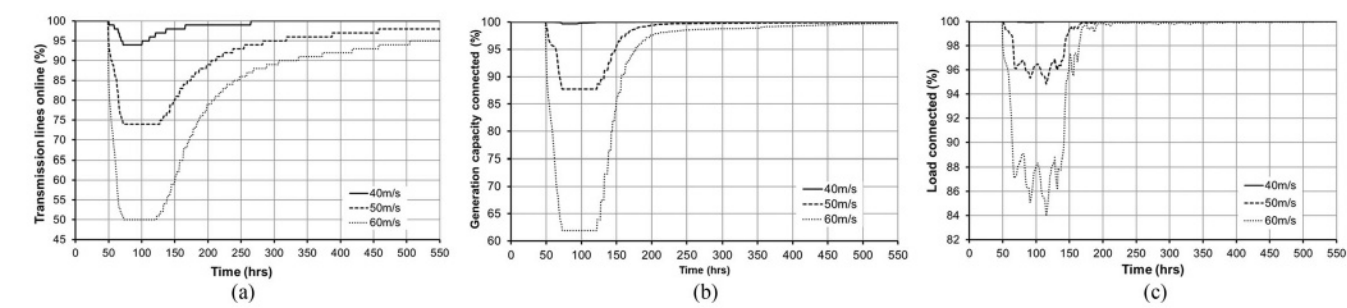 Transmission lines online (%)
100
95
90
85
80
75
70
65
60
55
50
45
0 50 100 150 200 250 300 350 400 450 500 550
Time (hrs)
40m/s
50m/s
60m/s
(a)
Generation capacity connected (%)
100
95
90
85
80
75
70
65
60
0 50 100 150 200 250 300 350 400 450 500 550
Time (hrs)
40m/s
50m/s
60m/s
(b)
Load connected (%)
100
98
96
94
92
90
88
86
84
82
0 50 100 150 200 250 300 350 400 450 500 550
Time (hrs)
40m/s
50m/s
60m/s
(c)